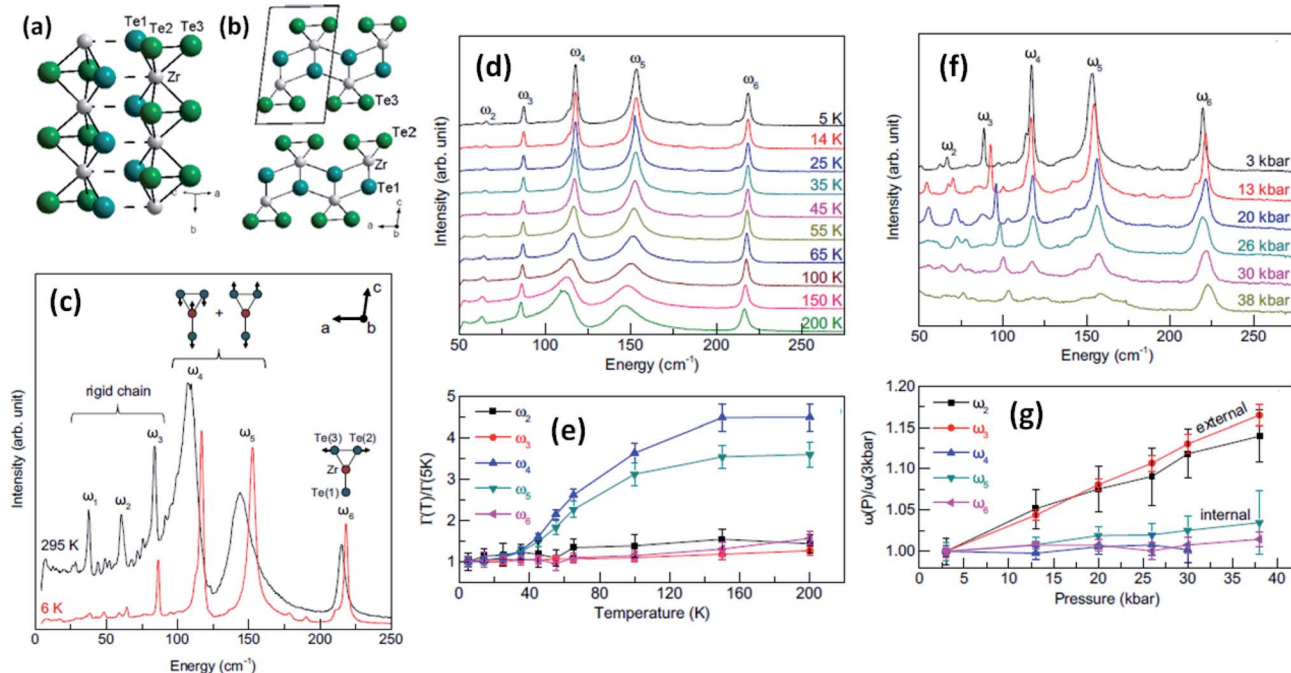 (a)
Te1
Te2
Te3
Zr
c
a
b
(b)
Te3
Te2
Zr
Te1
c
a
b
(c)
+
c
a
b
rigid chain
ω1
ω2
ω3
ω4
ω5
ω6
Te(3) Te(2)
Zr
Te(1)
295 K
6 K
Intensity (arb. unit)
0 50 100 150 200 250
Energy (cm-1)
(d)
ω2
ω3
ω4
ω5
ω6
5 K
14 K
25 K
35 K
45 K
55 K
65 K
100 K
150 K
200 K
Intensity (arb. unit)
50 100 150 200 250
Energy (cm-1)
(e)
ω2
ω3
ω4
ω5
ω6
Γ(T)/Γ(5K)
5
4
3
2
1
0 20 40 60 80 100 120 140 160 180 200
Temperature (K)
(f)
ω2
ω3
ω4
ω5
ω6
3 kbar
13 kbar
20 kbar
26 kbar
30 kbar
38 kbar
Intensity (arb. unit)
50 100 150 200 250
Energy (cm-1)
(g)
ω2
ω3
ω4
ω5
ω6
external
internal
ω(P)/ω(3kbar)
1.20
1.15
1.10
1.05
1.00
0 5 10 15 20 25 30 35 40
Pressure (kbar)